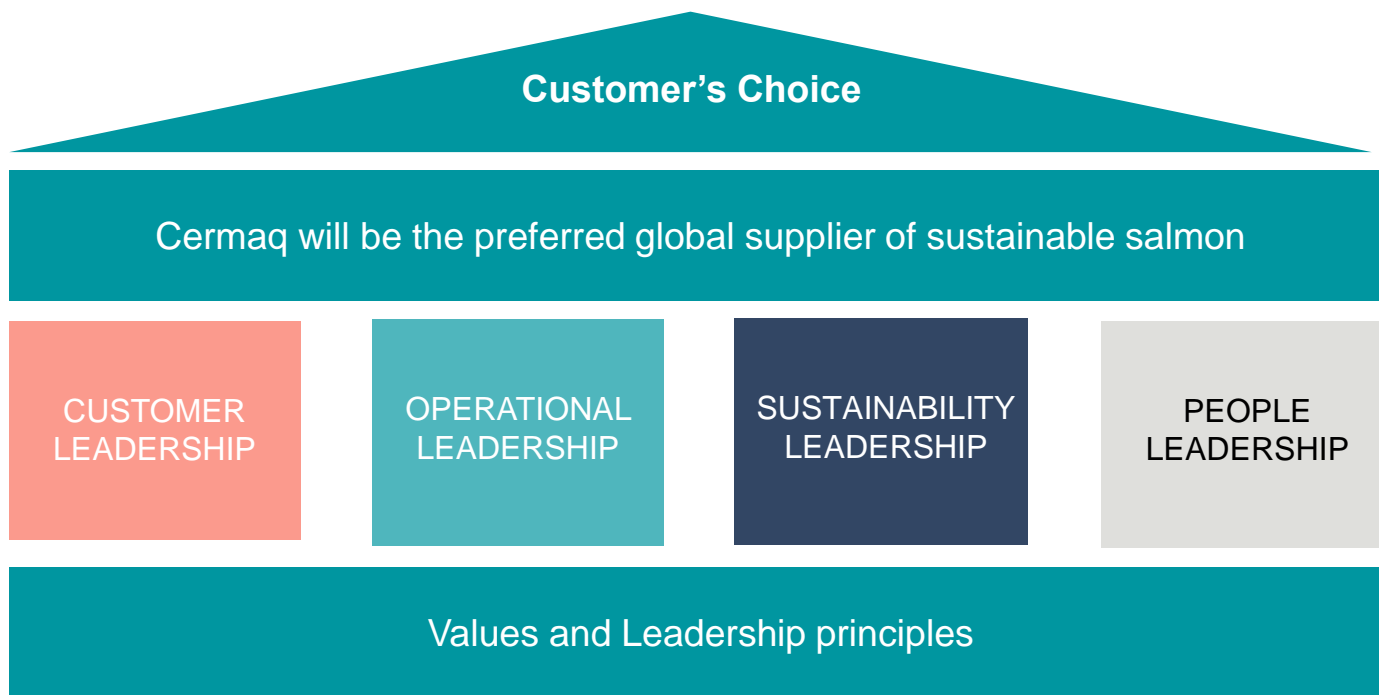 Customer’s Choice
Cermaq will be the preferred global supplier of sustainable salmon
CUSTOMER
LEADERSHIP
OPERATIONAL
LEADERSHIP
SUSTAINABILITY
LEADERSHIP
PEOPLE
LEADERSHIP
Values and Leadership principles